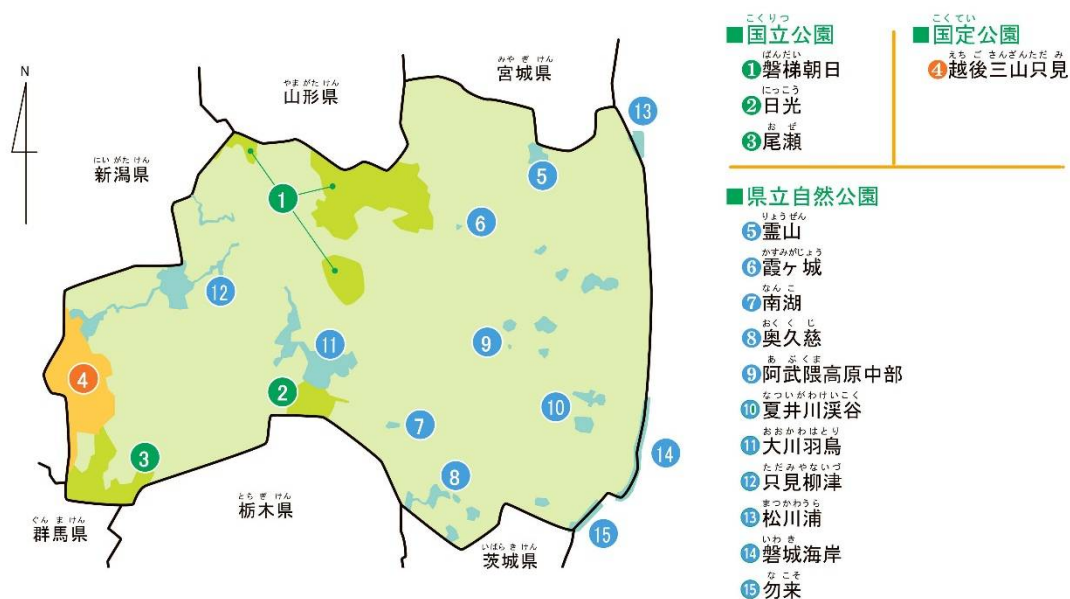 N
にいがたけん
新潟県
やまがたけん
山形県
みやぎけん
宮城県
13
1
5
6
12
11
9
4
2
10
7
3
14
8
15
ぐんまけん
群馬県
とちぎけん
栃木県
いばらきけん
茨城県
こくりつ
■国立公園
ばんだい
1磐梯朝日
にっこう
2日光
おぜ
3尾瀬
こくてい
■国定公園
えちごさんざんただみ
4越後三山只見
■県立自然公園
りょうぜん
5霊山
かすみがじょう
6霞ヶ城
なんこ
7南湖
おくくじ
8奥久慈
あぶくま
9阿武隈高原中部
なついがわけいこく
10夏井川渓谷
おおかわはとり
11大川羽鳥
ただみやないづ
12只見柳津
まつかわうら
13松川浦
いわき
14磐城海岸
なこそ
15勿来